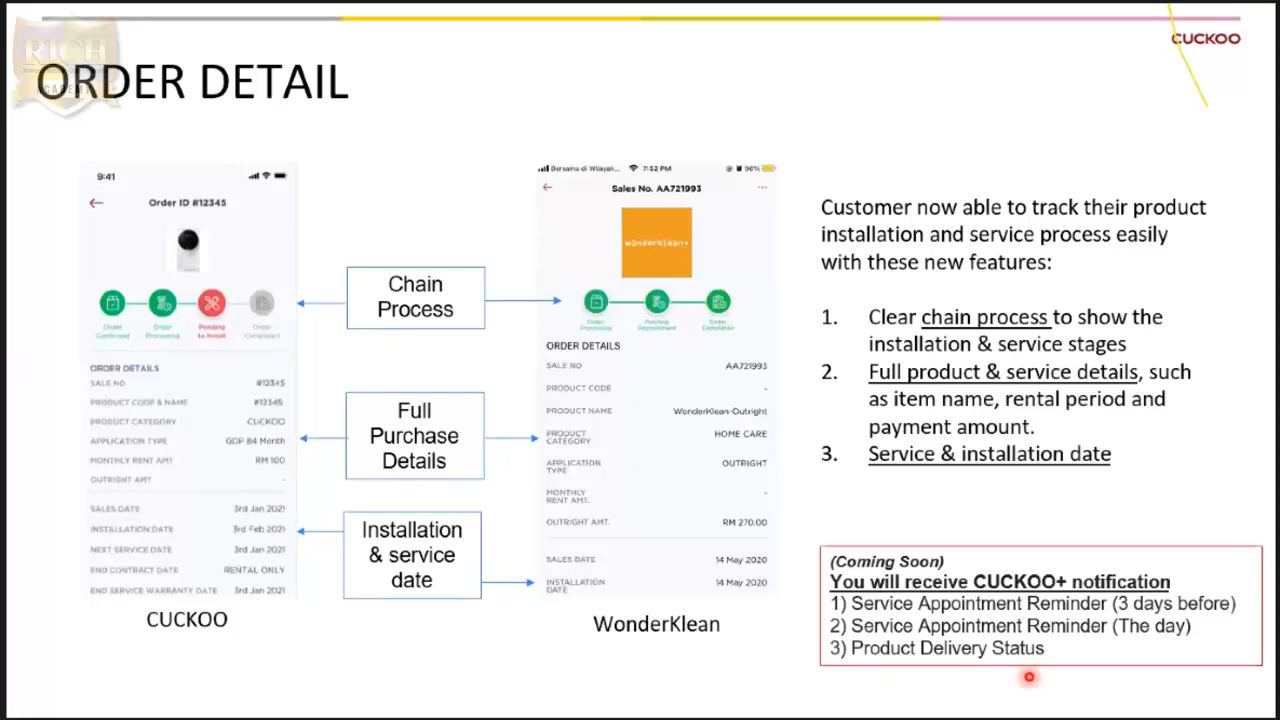 RICH
ACADEMY
CUCKOO
ORDER DETAIL
9:41
Order ID #12345
Order Confirmed
Order Processing
Pending to Install
Order Completed
ORDER DETAILS
SALE NO #12345
PRODUCT CODE & NAME #12345
PRODUCT CATEGORY CUCKOO
APPLICATION TYPE GDP 84 Month
MONTHLY RENT AMT RM 100
OUTRIGHT AMT -
SALES DATE 3rd Jan 2021
INSTALLATION DATE 3rd Feb 2021
NEXT SERVICE DATE 3rd Jan 2021
END CONTRACT DATE RENTAL ONLY
END SERVICE WARRANTY DATE 3rd Jan 2021
CUCKOO
Chain
Process
Full
Purchase
Details
Installation
& service
date
Bersama di Wilayah... 7:52 PM 96%
Sales No. AA721993
wonderklean+
Order Processing
Pending Appointment
Order Completed
ORDER DETAILS
SALE NO AA721993
PRODUCT CODE -
PRODUCT NAME WonderKlean-Outright
PRODUCT
CATEGORY HOME CARE
APPLICATION
TYPE OUTRIGHT
MONTHLY
RENT AMT. -
OUTRIGHT AMT. RM 270.00
SALES DATE 14 May 2020
INSTALLATION
DATE 14 May 2020
WonderKlean
Customer now able to track their product
installation and service process easily
with these new features:
1. Clear chain process to show the
installation & service stages
2. Full product & service details, such
as item name, rental period and
payment amount.
3. Service & installation date
(Coming Soon)
You will receive CUCKOO+ notification
1) Service Appointment Reminder (3 days before)
2) Service Appointment Reminder (The day)
3) Product Delivery Status